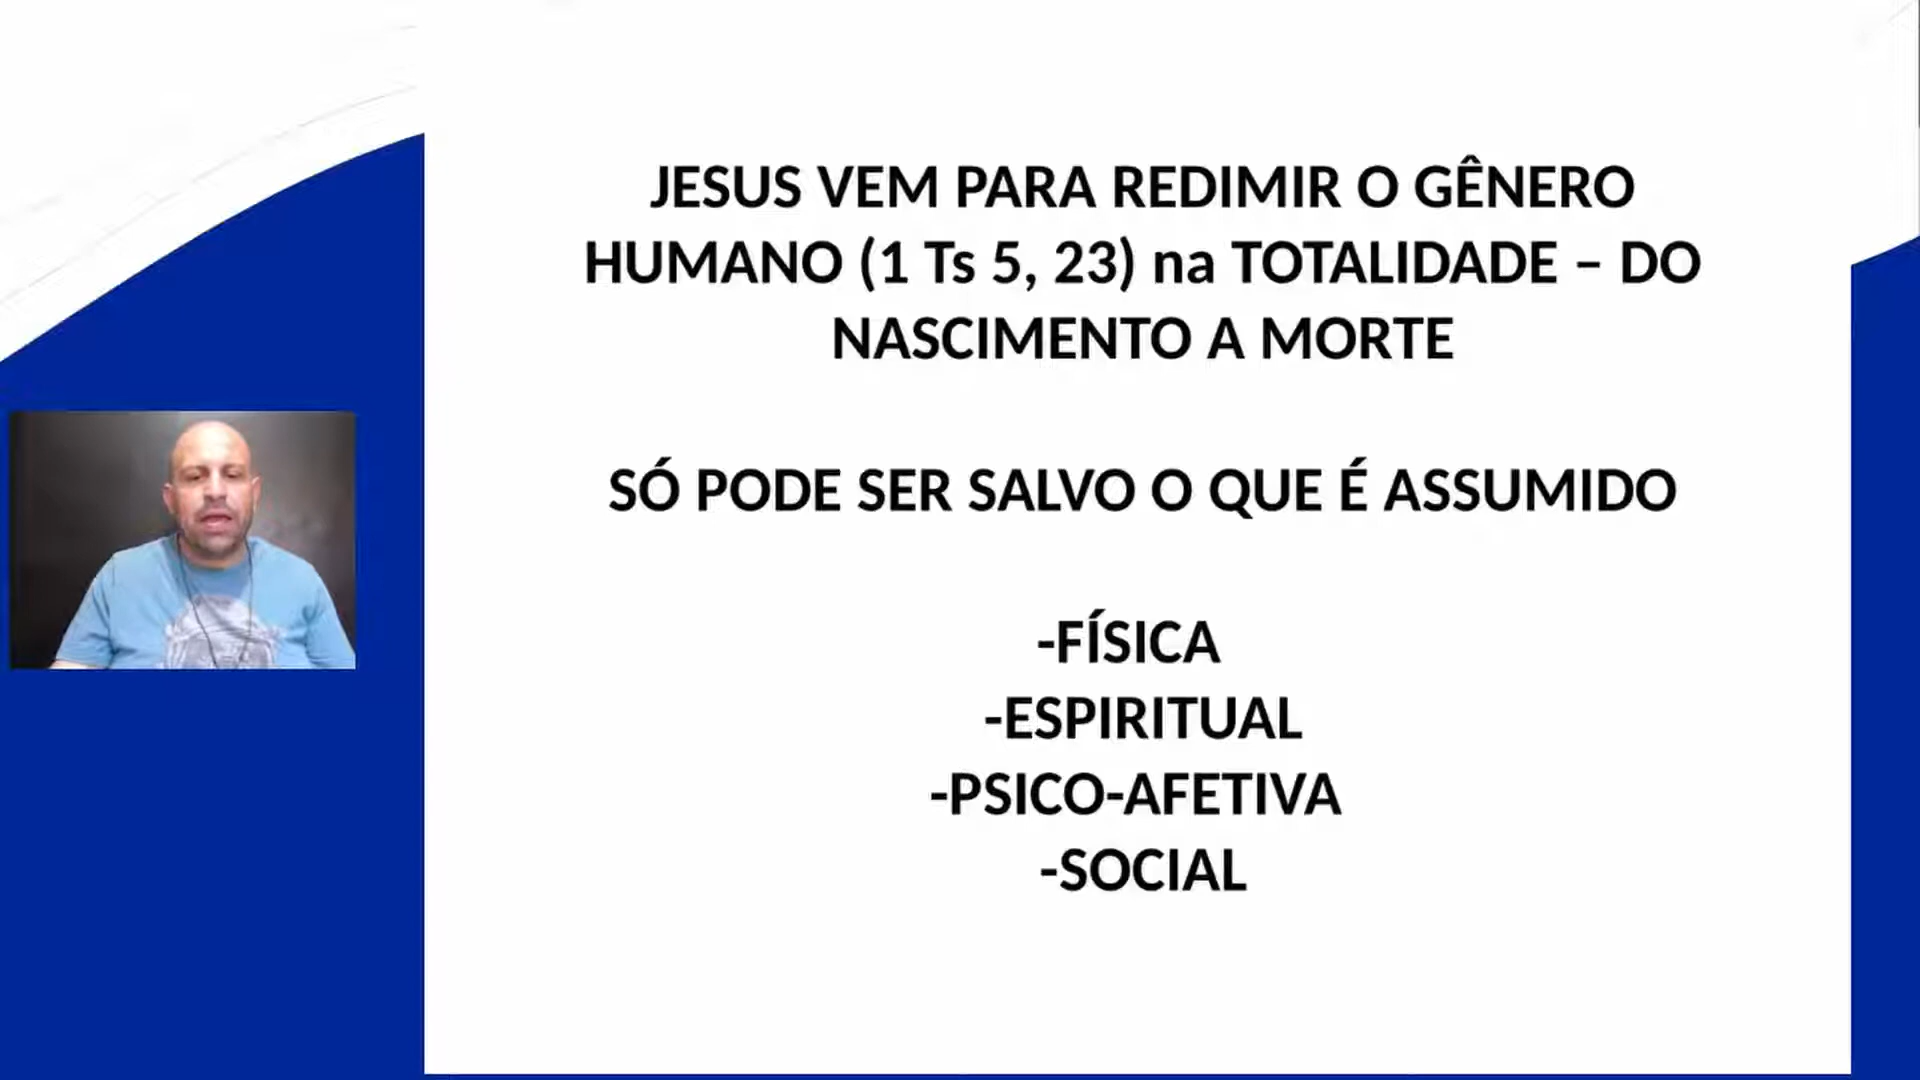 JESUS VEM PARA REDIMIR O GÊNERO
HUMANO (1 Ts 5, 23) na TOTALIDADE – DO
NASCIMENTO A MORTE
SÓ PODE SER SALVO O QUE É ASSUMIDO
-FÍSICA
-ESPIRITUAL
-PSICO-AFETIVA
-SOCIAL